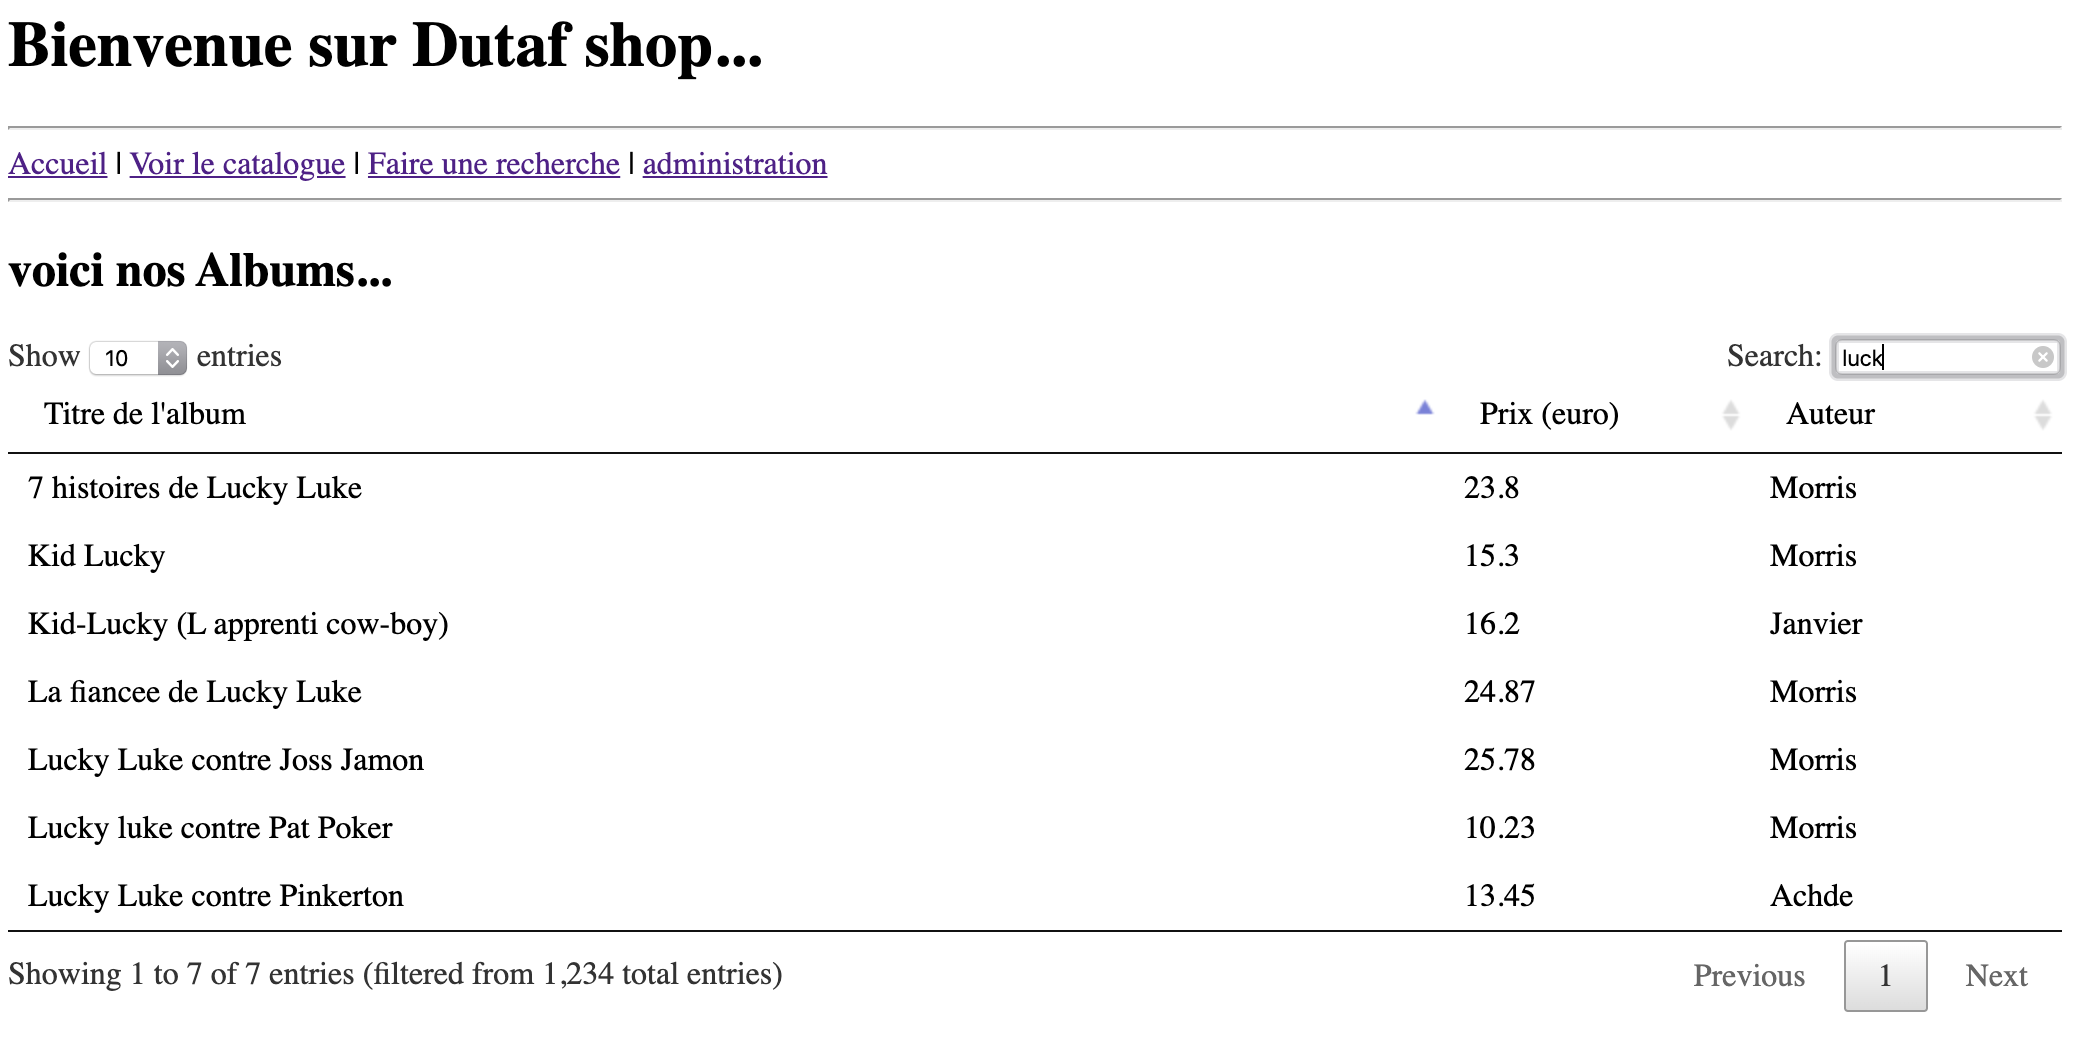 Bienvenue sur Dutaf shop...
Accueil | Voir le catalogue | Faire une recherche | administration
voici nos Albums...
Show 10 entries Search: luck
Titre de l'album Prix (euro) Auteur
7 histoires de Lucky Luke 23.8 Morris
Kid Lucky 15.3 Morris
Kid-Lucky (L apprenti cow-boy) 16.2 Janvier
La fiancee de Lucky Luke 24.87 Morris
Lucky Luke contre Joss Jamon 25.78 Morris
Lucky luke contre Pat Poker 10.23 Morris
Lucky Luke contre Pinkerton 13.45 Achde
Showing 1 to 7 of 7 entries (filtered from 1,234 total entries) Previous 1 Next